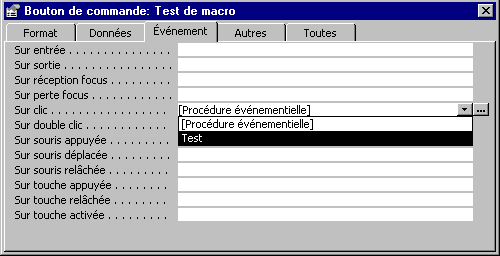 Bouton de commande: Test de macro
Format Données Événement Autres Toutes
Sur entrée . . . . . . . . . . . .
Sur sortie . . . . . . . . . . . . .
Sur réception focus . . . . . . .
Sur perte focus . . . . . . . . .
Sur clic . . . . . . . . . . . . . . . [Procédure événementielle] ...
Sur double clic . . . . . . . . . . [Procédure événementielle]
Sur souris appuyée . . . . . . . Test
Sur souris déplacée . . . . . . .
Sur souris relâchée . . . . . . .
Sur touche appuyée . . . . . . .
Sur touche relâchée . . . . . . .
Sur touche activée . . . . . . .